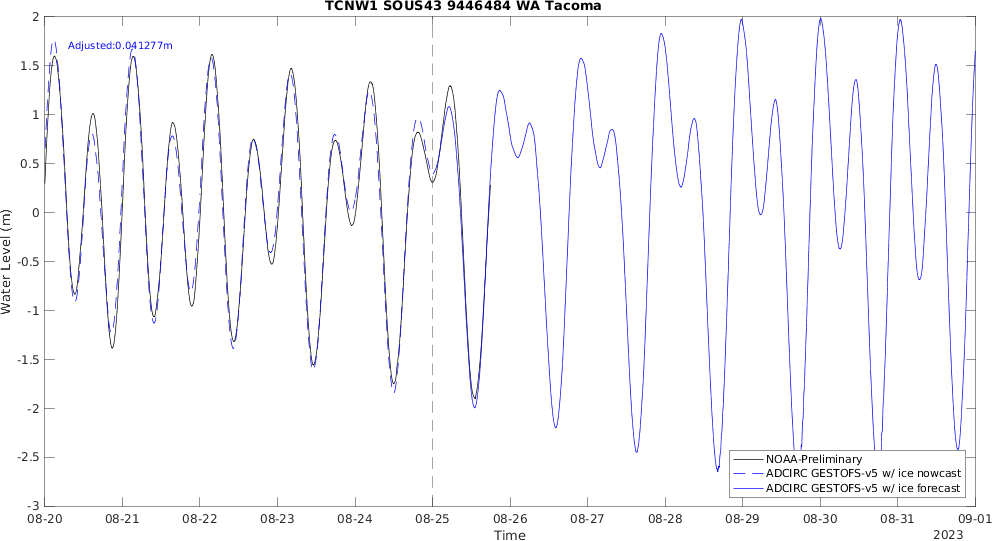 TCNW1 SOUS43 9446484 WA Tacoma
Adjusted:0.041277m
Water Level (m)
2
1.5
1
0.5
0
-0.5
-1
-1.5
-2
-2.5
-3
NOAA-Preliminary
ADCIRC GESTOFS-v5 w/ ice nowcast
ADCIRC GESTOFS-v5 w/ ice forecast
08-20 08-21 08-22 08-23 08-24 08-25 08-26 08-27 08-28 08-29 08-30 08-31 09-01
Time
2023